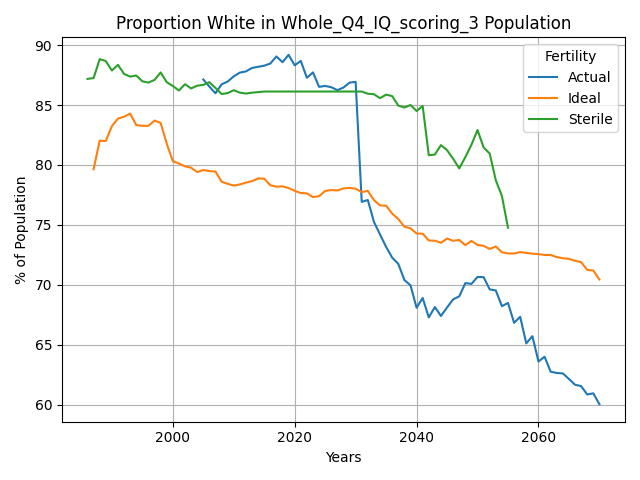 Proportion White in Whole_Q4_IQ_scoring_3 Population
% of Population
90
85
80
75
70
65
60
Fertility
Actual
Ideal
Sterile
2000
2020
2040
2060
Years